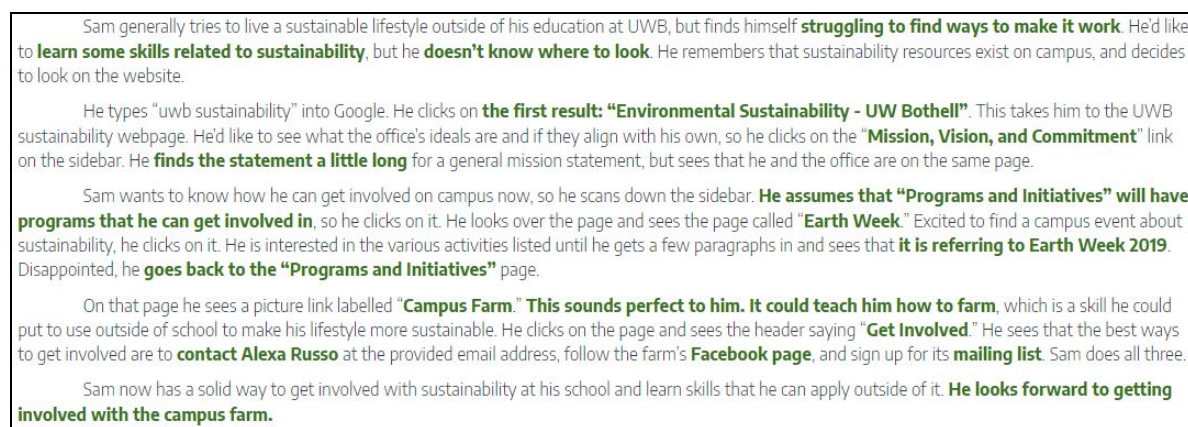 Sam generally tries to live a sustainable lifestyle outside of his education at UWB, but finds himself struggling to find ways to make it work. He'd like
to learn some skills related to sustainability, but he doesn't know where to look. He remembers that sustainability resources exist on campus, and decides
to look on the website.
He types “uwb sustainability” into Google. He clicks on the first result: “Environmental Sustainability - UW Bothell”. This takes him to the UWB
sustainability webpage. He'd like to see what the office's ideals are and if they align with his own, so he clicks on the “Mission, Vision, and Commitment” link
on the sidebar. He finds the statement a little long for a general mission statement, but sees that he and the office are on the same page.
Sam wants to know how he can get involved on campus now, so he scans down the sidebar. He assumes that “Programs and Initiatives” will have
programs that he can get involved in, so he clicks on it. He looks over the page and sees the page called “Earth Week.” Excited to find a campus event about
sustainability, he clicks on it. He is interested in the various activities listed until he gets a few paragraphs in and sees that it is referring to Earth Week 2019.
Disappointed, he goes back to the “Programs and Initiatives” page.
On that page he sees a picture link labelled “Campus Farm.” This sounds perfect to him. It could teach him how to farm, which is a skill he could
put to use outside of school to make his lifestyle more sustainable. He clicks on the page and sees the header saying “Get Involved.” He sees that the best ways
to get involved are to contact Alexa Russo at the provided email address, follow the farm's Facebook page, and sign up for its mailing list. Sam does all three.
Sam now has a solid way to get involved with sustainability at his school and learn skills that he can apply outside of it. He looks forward to getting
involved with the campus farm.